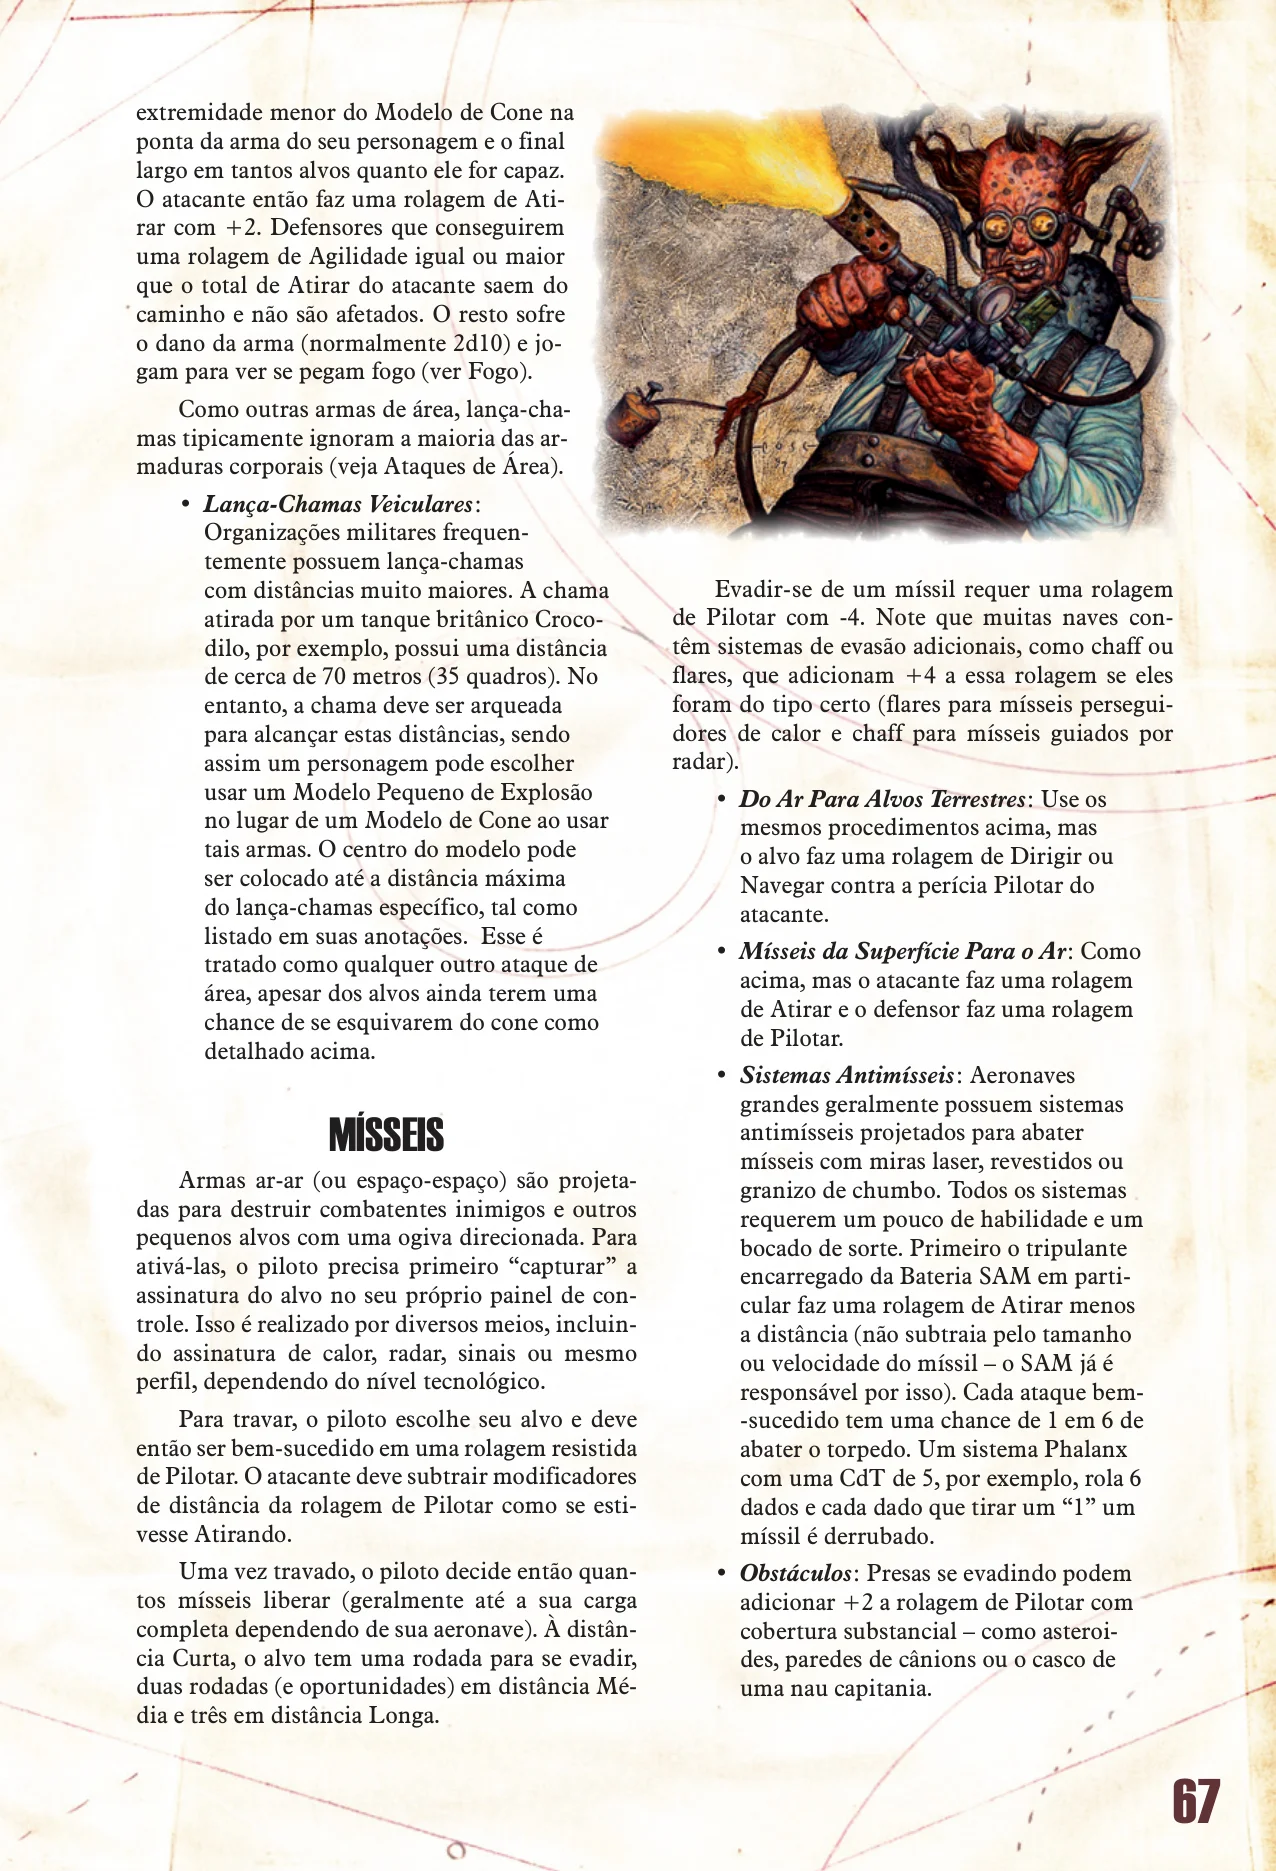 extremidade menor do Modelo de Cone na
ponta da arma do seu personagem e o final
largo em tantos alvos quanto ele for capaz.
O atacante então faz uma rolagem de Ati-
rar com +2. Defensores que conseguirem
uma rolagem de Agilidade igual ou maior
que o total de Atirar do atacante saem do
caminho e não são afetados. O resto sofre
o dano da arma (normalmente 2d10) e jo-
gam para ver se pegam fogo (ver Fogo).
Como outras armas de área, lança-cha-
mas tipicamente ignoram a maioria das ar-
maduras corporais (veja Ataques de Área).
• Lança-Chamas Veiculares:
Organizações militares frequen-
temente possuem lança-chamas
com distâncias muito maiores. A chama
atirada por um tanque britânico Croco-
dilo, por exemplo, possui uma distância
de cerca de 70 metros (35 quadros). No
entanto, a chama deve ser arqueada
para alcançar estas distâncias, sendo
assim um personagem pode escolher
usar um Modelo Pequeno de Explosão
no lugar de um Modelo de Cone ao usar
tais armas. O centro do modelo pode
ser colocado até a distância máxima
do lança-chamas específico, tal como
listado em suas anotações. Esse é
tratado como qualquer outro ataque de
área, apesar dos alvos ainda terem uma
chance de se esquivarem do cone como
detalhado acima.
MÍSSEIS
Armas ar-ar (ou espaço-espaço) são projeta-
das para destruir combatentes inimigos e outros
pequenos alvos com uma ogiva direcionada. Para
ativá-las, o piloto precisa primeiro “capturar” a
assinatura do alvo no seu próprio painel de con-
trole. Isso é realizado por diversos meios, incluin-
do assinatura de calor, radar, sinais ou mesmo
perfil, dependendo do nível tecnológico.
Para travar, o piloto escolhe seu alvo e deve
então ser bem-sucedido em uma rolagem resistida
de Pilotar. O atacante deve subtrair modificadores
de distância da rolagem de Pilotar como se esti-
vesse Atirando.
Uma vez travado, o piloto decide então quan-
tos mísseis liberar (geralmente até a sua carga
completa dependendo de sua aeronave). À distân-
cia Curta, o alvo tem uma rodada para se evadir,
duas rodadas (e oportunidades) em distância Mé-
dia e três em distância Longa.
Evadir-se de um míssil requer uma rolagem
de Pilotar com -4. Note que muitas naves con-
têm sistemas de evasão adicionais, como chaff ou
flares, que adicionam +4 a essa rolagem se eles
foram do tipo certo (flares para mísseis persegui-
dores de calor e chaff para mísseis guiados por
radar).
• Do Ar Para Alvos Terrestres: Use os
mesmos procedimentos acima, mas
o alvo faz uma rolagem de Dirigir ou
Navegar contra a perícia Pilotar do
atacante.
• Mísseis da Superfície Para o Ar: Como
acima, mas o atacante faz uma rolagem
de Atirar e o defensor faz uma rolagem
de Pilotar.
• Sistemas Antimísseis: Aeronaves
grandes geralmente possuem sistemas
antimísseis projetados para abater
mísseis com miras laser, revestidos ou
granizo de chumbo. Todos os sistemas
requerem um pouco de habilidade e um
bocado de sorte. Primeiro o tripulante
encarregado da Bateria SAM em parti-
cular faz uma rolagem de Atirar menos
a distância (não subtraia pelo tamanho
ou velocidade do míssil – o SAM já é
responsável por isso). Cada ataque bem-
-sucedido tem uma chance de 1 em 6 de
abater o torpedo. Um sistema Phalanx
com uma CdT de 5, por exemplo, rola 6
dados e cada dado que tirar um “1” um
míssil é derrubado.
• Obstáculos: Presas se evadindo podem
adicionar +2 a rolagem de Pilotar com
cobertura substancial – como asteroi-
des, paredes de cânions ou o casco de
uma nau capitania.
67